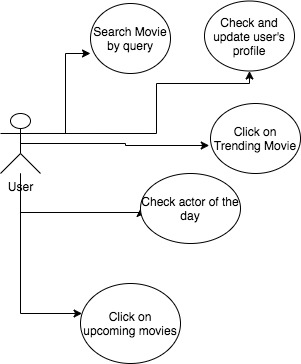 Search Movie
by query
Check and
update user's
profile
Click on
Trending Movie
User
Check actor of the
day
Click on
upcoming movies